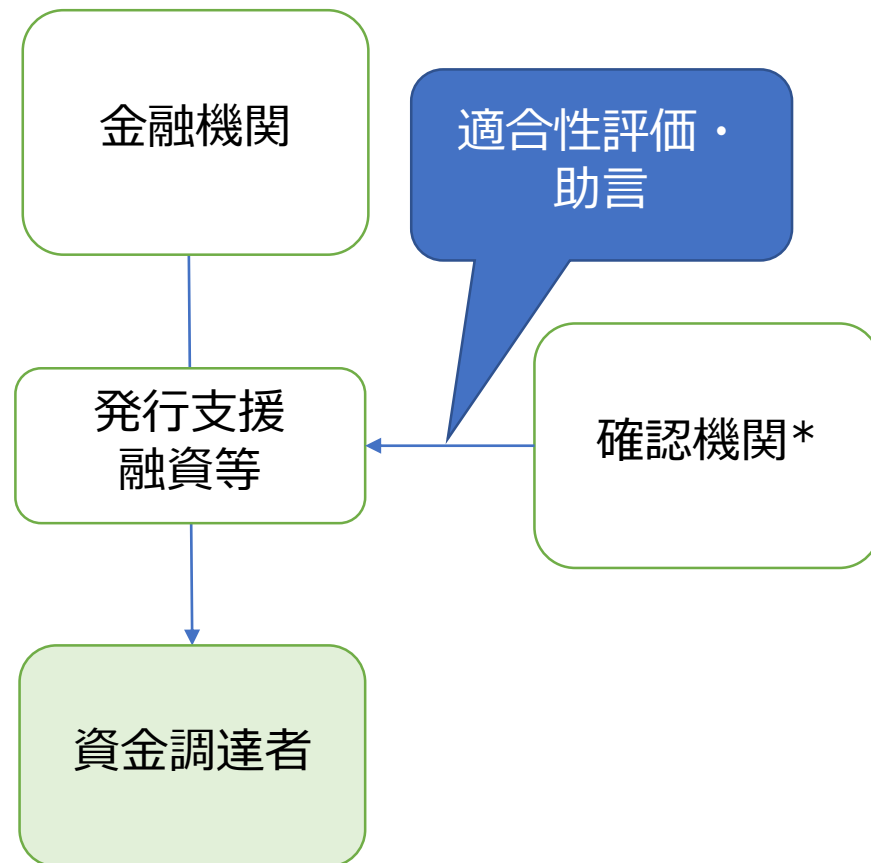 金融機関
適合性評価・
助言
発行支援
融資等
確認機関*
資金調達者